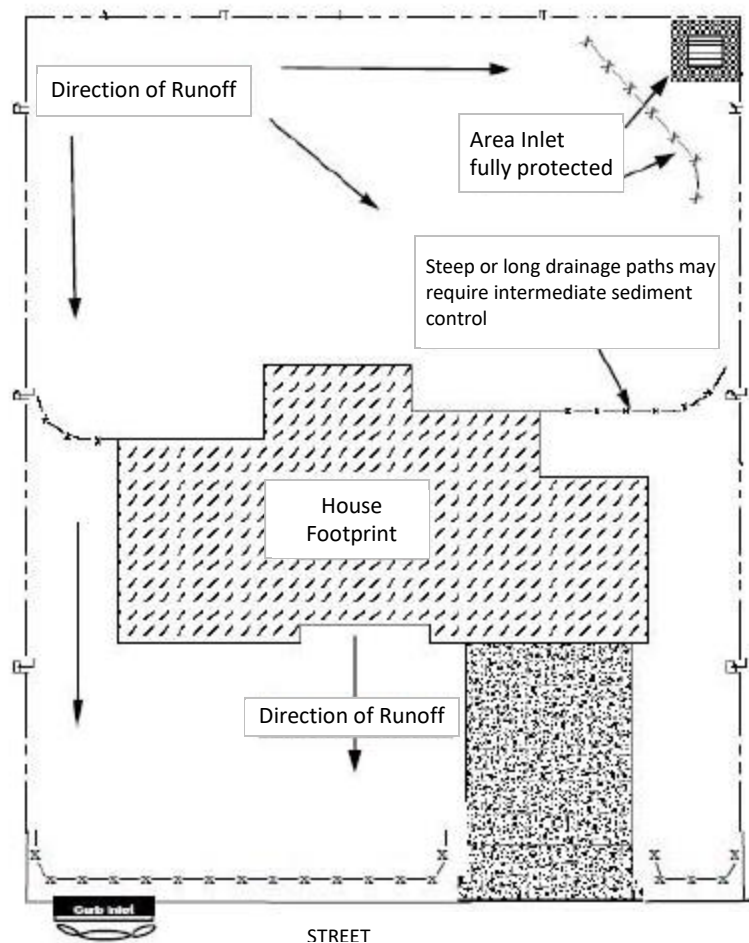 Direction of Runoff
Area Inlet
fully protected
Steep or long drainage paths may
require intermediate sediment
control
House
Footprint
Direction of Runoff
Curb Inlet
STREET